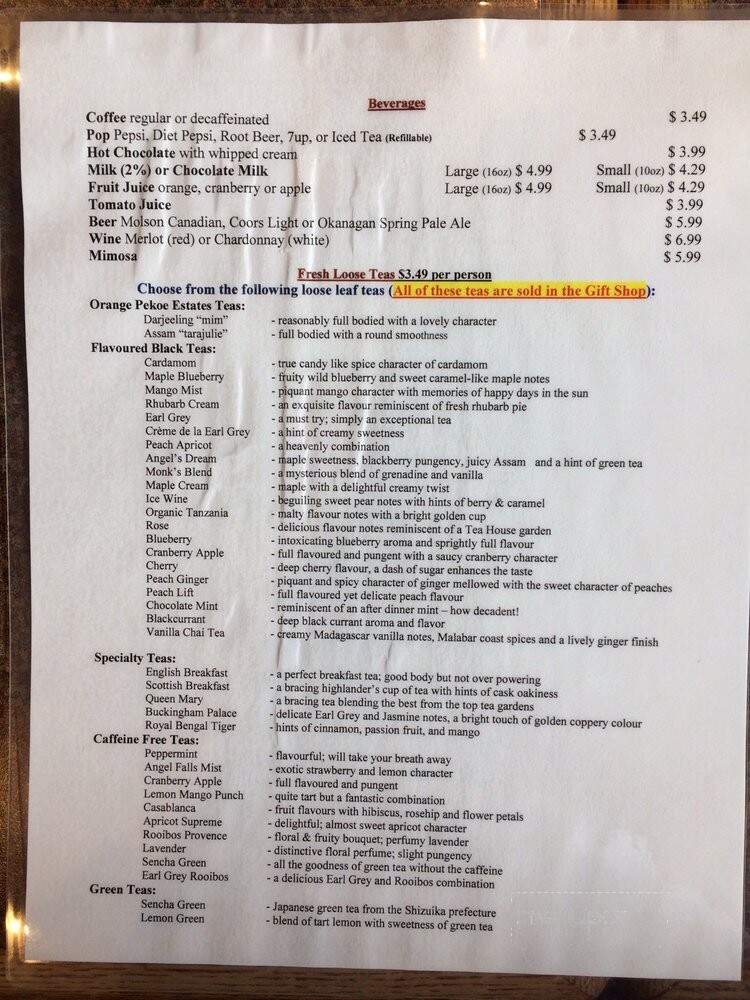 Beverages
Coffee regular or decaffeinated $ 3.49
Pop Pepsi, Diet Pepsi, Root Beer, 7up, or Iced Tea (Refillable) $ 3.49
Hot Chocolate with whipped cream $ 3.99
Milk (2%) or Chocolate Milk Large (16oz) $ 4.99 Small (10oz) $ 4.29
Fruit Juice orange, cranberry or apple Large (16oz) $ 4.99 Small (10oz) $ 4.29
Tomato Juice $ 3.99
Beer Molson Canadian, Coors Light or Okanagan Spring Pale Ale $ 5.99
Wine Merlot (red) or Chardonnay (white) $ 6.99
Mimosa $ 5.99
Fresh Loose Teas $3.49 per person
Choose from the following loose leaf teas (All of these teas are sold in the Gift Shop):
Orange Pekoe Estates Teas:
Darjeeling “mim” - reasonably full bodied with a lovely character
Assam “tarajulie” - full bodied with a round smoothness
Flavoured Black Teas:
Cardamom - true candy like spice character of cardamom
Maple Blueberry - fruity wild blueberry and sweet caramel-like maple notes
Mango Mist - piquant mango character with memories of happy days in the sun
Rhubarb Cream - an exquisite flavour reminiscent of fresh rhubarb pie
Earl Grey - a must try; simply an exceptional tea
Crème de la Earl Grey - a hint of creamy sweetness
Peach Apricot - a heavenly combination
Angel's Dream - maple sweetness, blackberry pungency, juicy Assam and a hint of green tea
Monk's Blend - a mysterious blend of grenadine and vanilla
Maple Cream - maple with a delightful creamy twist
Ice Wine - beguiling sweet pear notes with hints of berry & caramel
Organic Tanzania - malty flavour notes with a bright golden cup
Rose - delicious flavour notes reminiscent of a Tea House garden
Blueberry - intoxicating blueberry aroma and sprightly full flavour
Cranberry Apple - full flavoured and pungent with a saucy cranberry character
Cherry - deep cherry flavour, a dash of sugar enhances the taste
Peach Ginger - piquant and spicy character of ginger mellowed with the sweet character of peaches
Peach Lift - full flavoured yet delicate peach flavour
Chocolate Mint - reminiscent of an after dinner mint – how decadent!
Blackcurrant - deep black currant aroma and flavor
Vanilla Chai Tea - creamy Madagascar vanilla notes, Malabar coast spices and a lively ginger finish
Specialty Teas:
English Breakfast - a perfect breakfast tea; good body but not over powering
Scottish Breakfast - a bracing highlander's cup of tea with hints of cask oakiness
Queen Mary - a bracing tea blending the best from the top tea gardens
Buckingham Palace - delicate Earl Grey and Jasmine notes, a bright touch of golden coppery colour
Royal Bengal Tiger - hints of cinnamon, passion fruit, and mango
Caffeine Free Teas:
Peppermint - flavourful; will take your breath away
Angel Falls Mist - exotic strawberry and lemon character
Cranberry Apple - full flavoured and pungent
Lemon Mango Punch - quite tart but a fantastic combination
Casablanca - fruit flavours with hibiscus, rosehip and flower petals
Apricot Supreme - delightful; almost sweet apricot character
Rooibos Provence - floral & fruity bouquet; perfumy lavender
Lavender - distinctive floral perfume; slight pungency
Sencha Green - all the goodness of green tea without the caffeine
Earl Grey Rooibos - a delicious Earl Grey and Rooibos combination
Green Teas:
Sencha Green - Japanese green tea from the Shizuika prefecture
Lemon Green - blend of tart lemon with sweetness of green tea